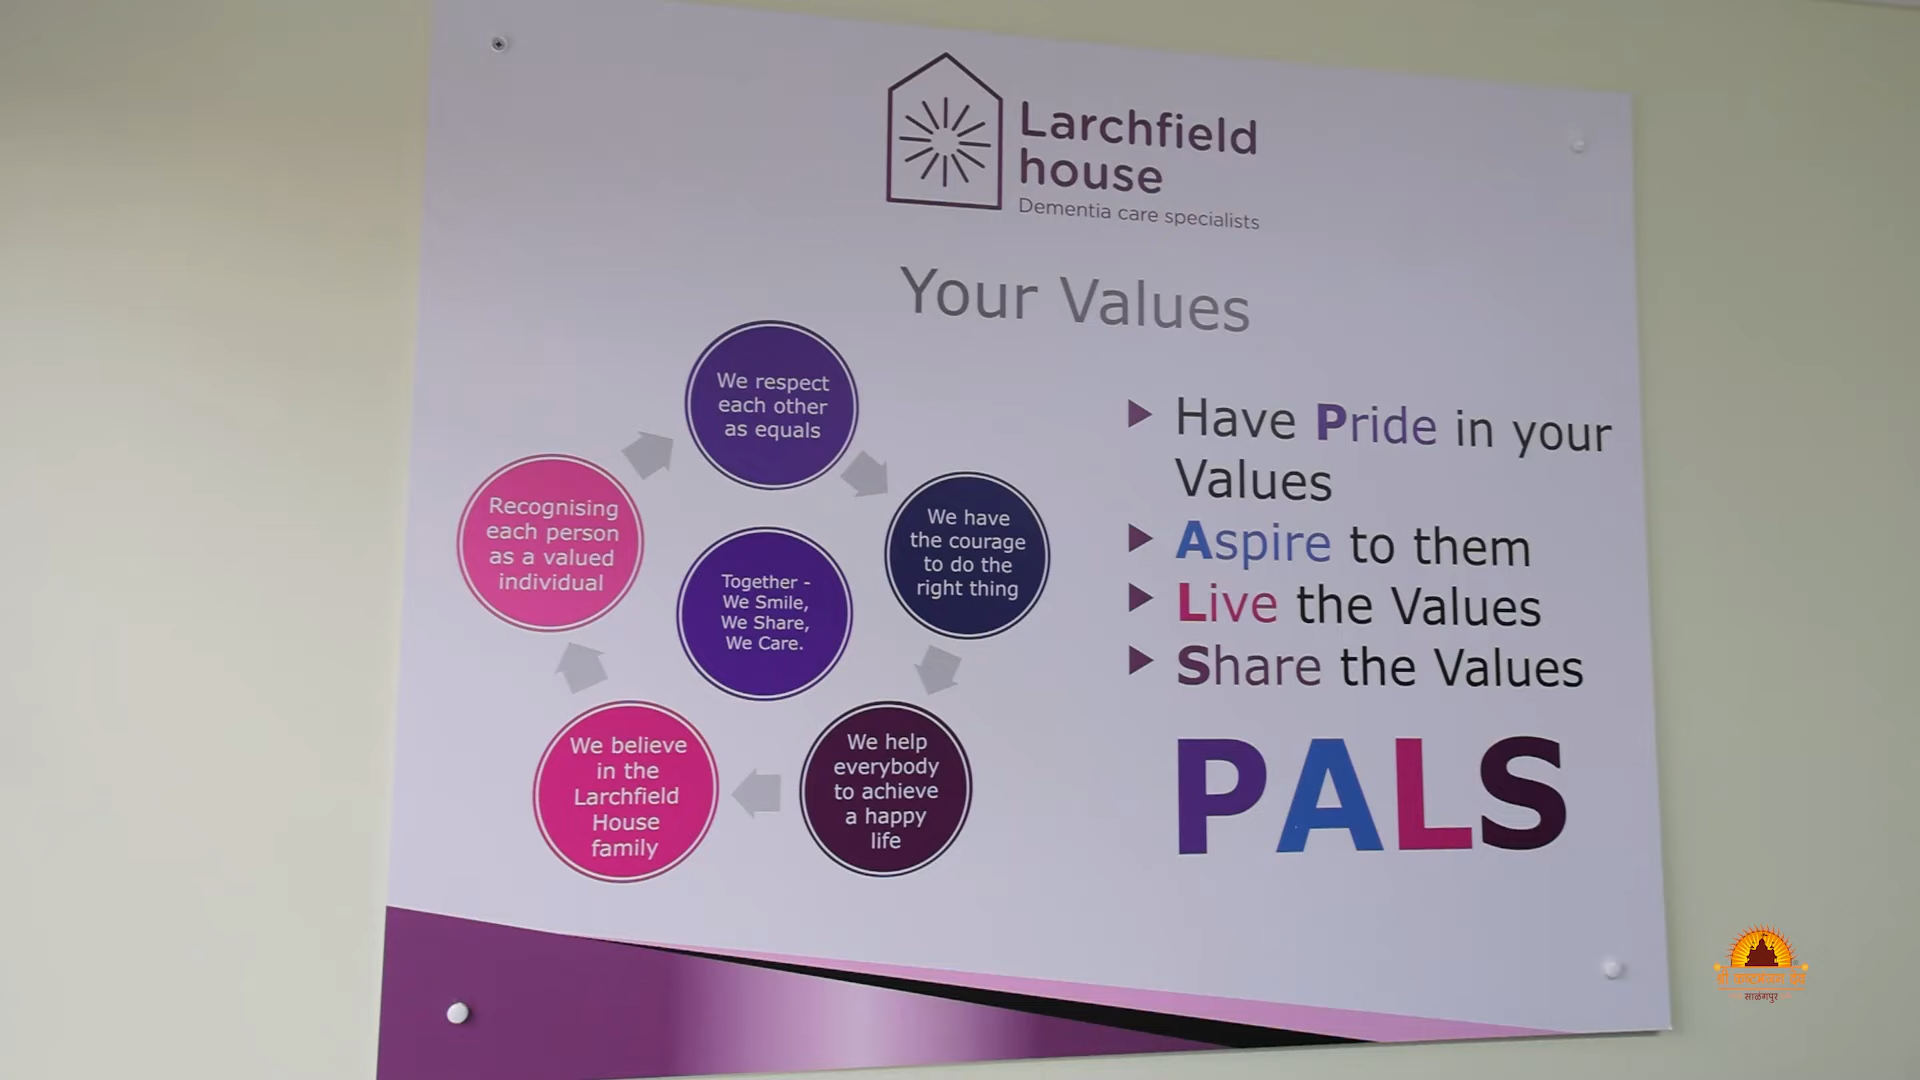 Larchfield
house
Dementia care specialists
Your Values
We respect
each other
as equals
We have
the courage
to do the
right thing
We help
everybody
to achieve
a happy
life
We believe
in the
Larchfield
House
family
Recognising
each person
as a valued
individual
Together -
We Smile,
We Share,
We Care.
Have Pride in your
Values
Aspire to them
Live the Values
Share the Values
PALS
साळंगपुर